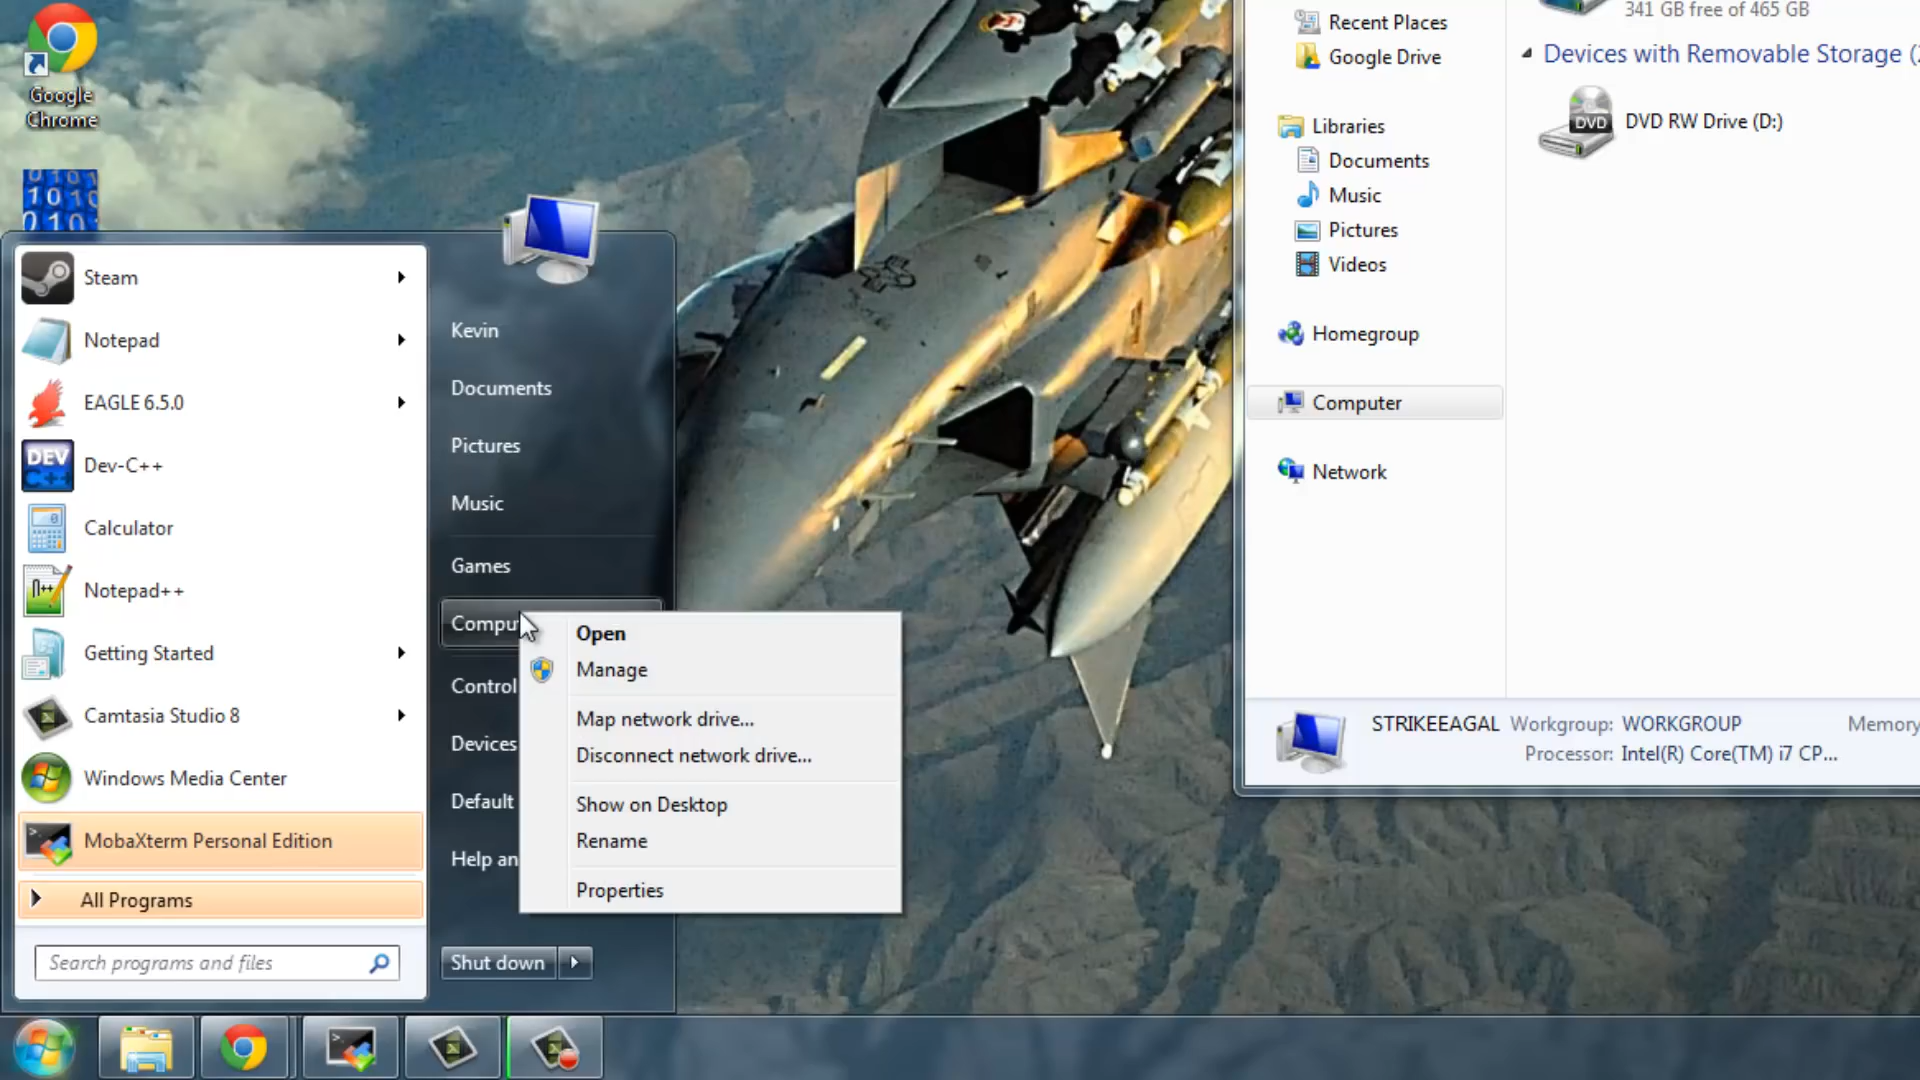 Google
Chrome
1010
Steam
Notepad
EAGLE 6.5.0
DEV
C++
Dev-C++
Calculator
Notepad++
Getting Started
Camtasia Studio 8
Windows Media Center
MobaXterm Personal Edition
All Programs
Search programs and files
Kevin
Documents
Pictures
Music
Games
Compu
Control
Devices
Default
Help an
Shut down
Open
Manage
Map network drive...
Disconnect network drive...
Show on Desktop
Rename
Properties
Recent Places
Google Drive
Libraries
Documents
Music
Pictures
Videos
Homegroup
Computer
Network
341 GB free of 465 GB
Devices with Removable Storage (
DVD
DVD RW Drive (D:)
STRIKEEAGAL Workgroup: WORKGROUP Memory
Processor: Intel(R) Core(TM) i7 CP...